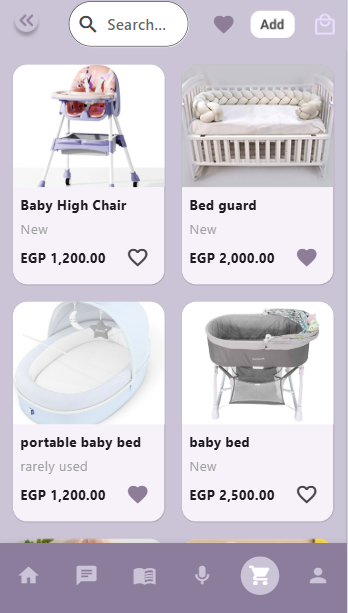 Search...
Add
Baby High Chair
New
EGP 1,200.00
Bed guard
New
EGP 2,000.00
portable baby bed
rarely used
EGP 1,200.00
baby bed
New
EGP 2,500.00